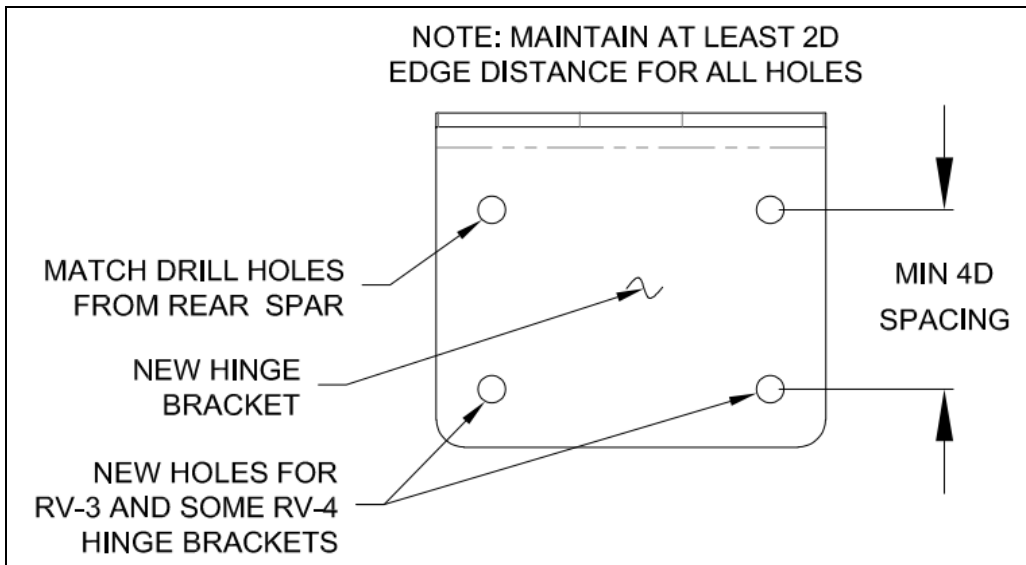 NOTE: MAINTAIN AT LEAST 2D
EDGE DISTANCE FOR ALL HOLES
MATCH DRILL HOLES
FROM REAR SPAR
MIN 4D
SPACING
NEW HINGE
BRACKET
NEW HOLES FOR
RV-3 AND SOME RV-4
HINGE BRACKETS